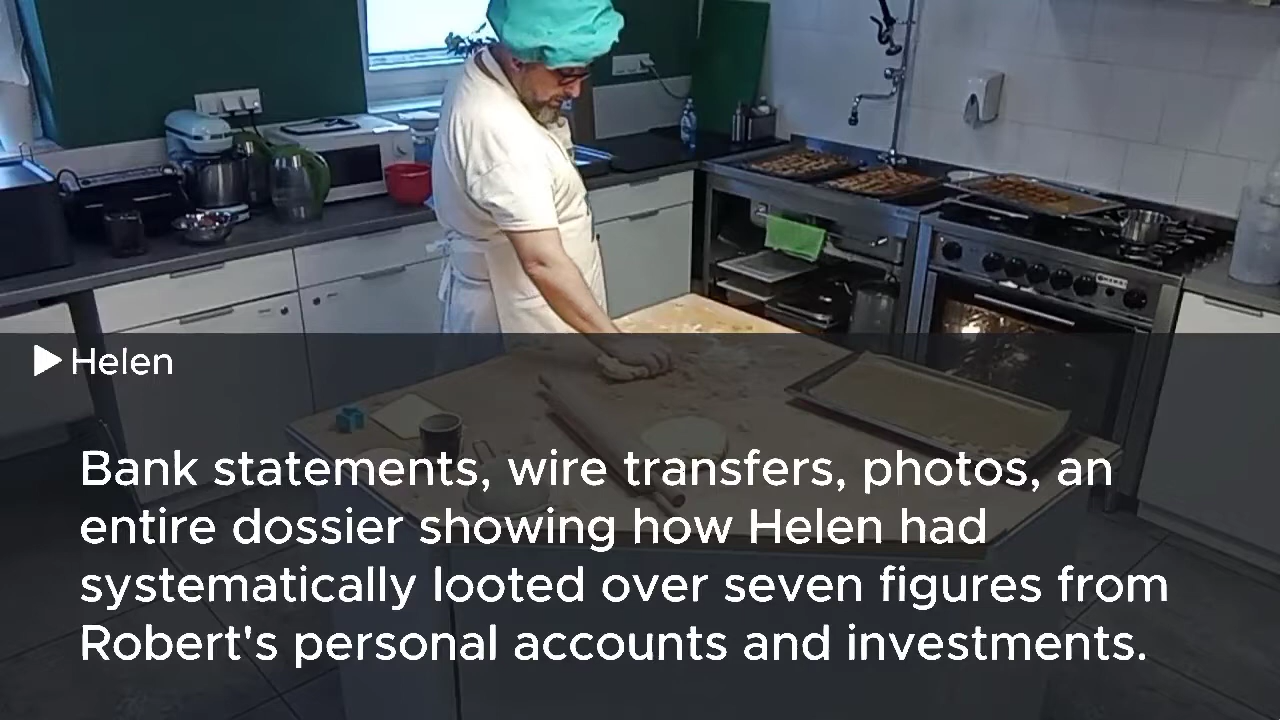 Helen
Bank statements, wire transfers, photos, an
entire dossier showing how Helen had
systematically looted over seven figures from
Robert's personal accounts and investments.